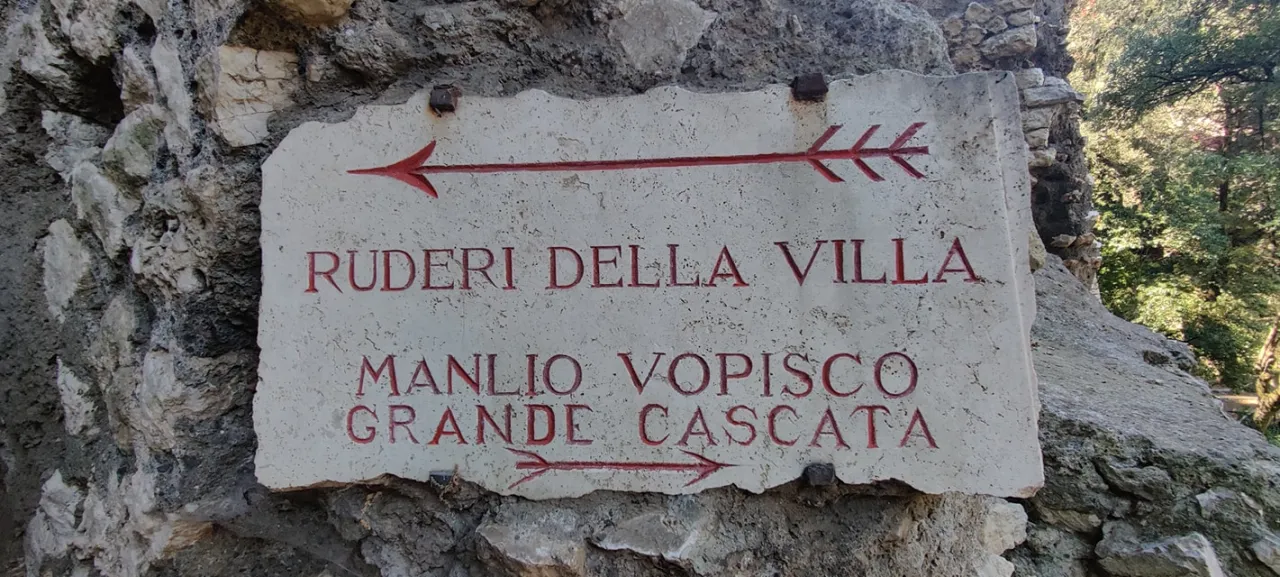 RUDERI DELLA VILLA
MANLIO VOPISCO
GRANDE CASCATA